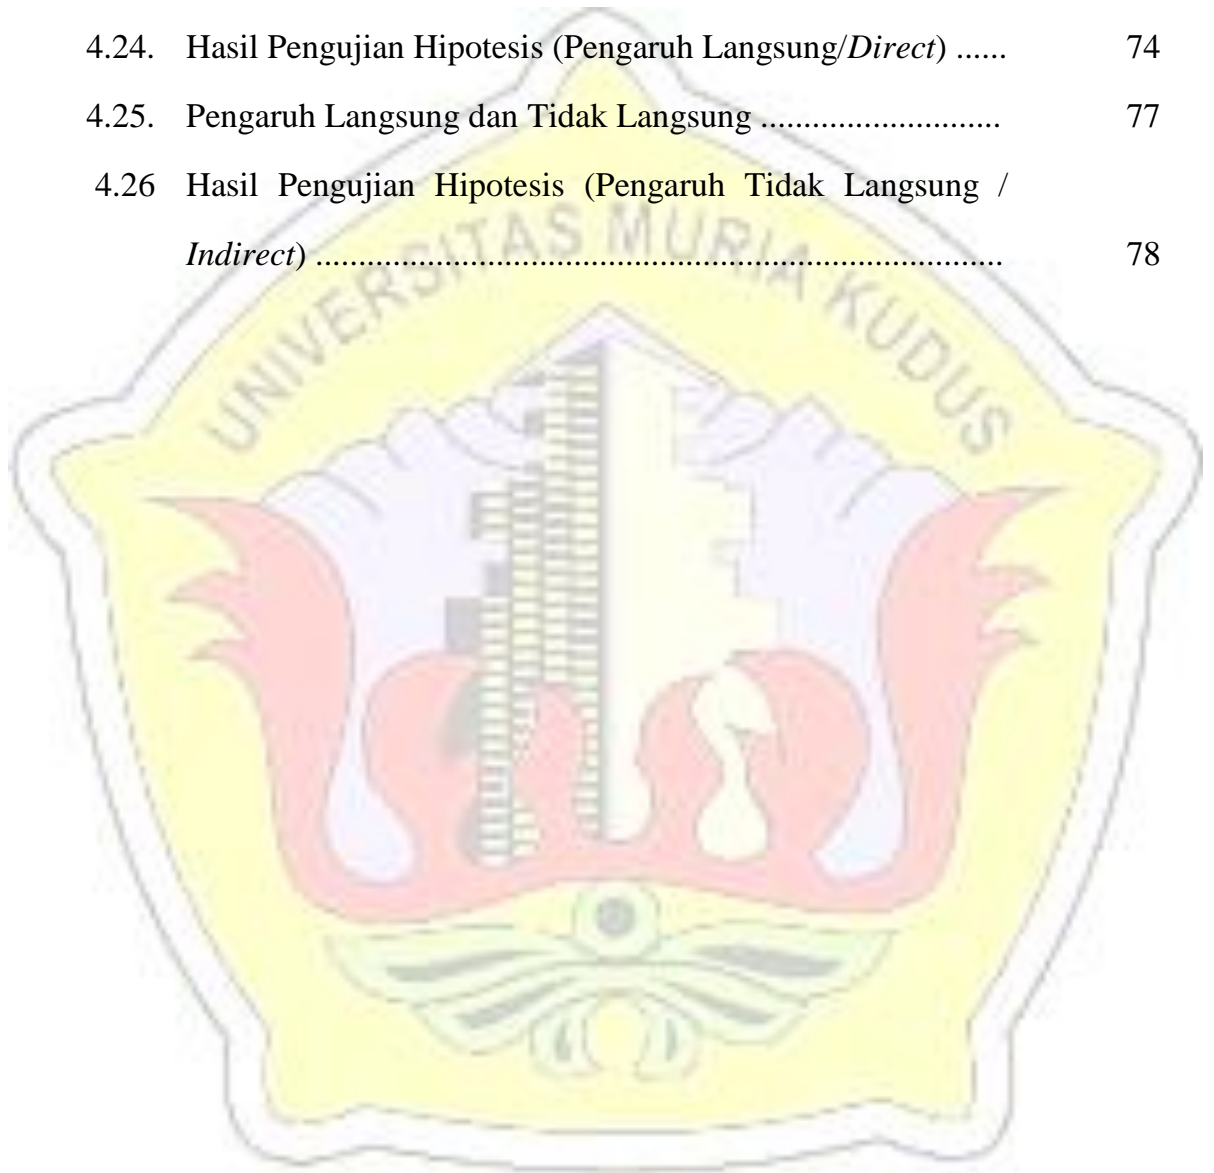 4.24. Hasil Pengujian Hipotesis (Pengaruh Langsung/Direct) ...... 74
4.25. Pengaruh Langsung dan Tidak Langsung .......................... 77
4.26 Hasil Pengujian Hipotesis (Pengaruh Tidak Langsung /
Indirect) ........................................................................... 78
UNIVERSITAS MURIA KUDUS